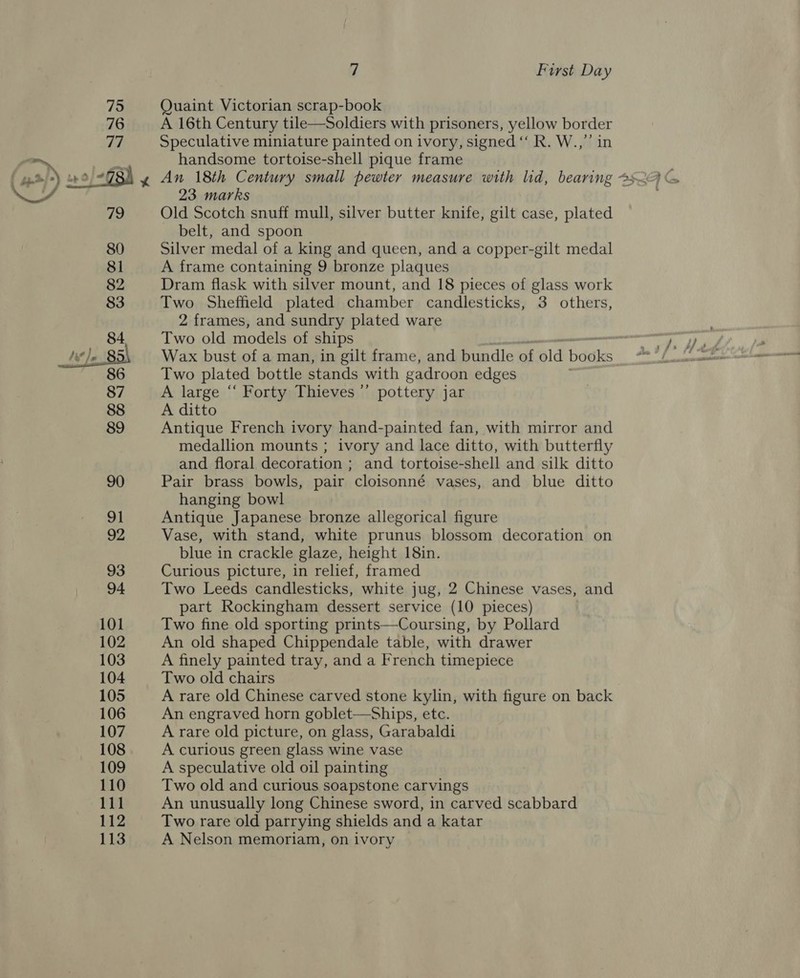 7 First Day
75 Quaint Victorian scrap-book
76 A 16th Century tile—Soldiers with prisoners, yellow border
77 Speculative miniature painted on ivory, signed “ R. W.,” in
handsome tortoise-shell pique frame
78 An 18th Century small pewter measure with lid, bearing
23 marks
79 Old Scotch snuff mull, silver butter knife, gilt case, plated
belt, and spoon
80 Silver medal of a king and queen, and a copper-gilt medal
81 A frame containing 9 bronze plaques
82 Dram flask with silver mount, and 18 pieces of glass work
83 Two Sheffield plated chamber candlesticks, 3 others,
2 frames, and sundry plated ware
84 Two old models of ships
85 Wax bust of a man, in gilt frame, and bundle of old books
86 Two plated bottle stands with gadroon edges
87 A large “ Forty Thieves ” pottery jar
88 A ditto
89 Antique French ivory hand-painted fan, with mirror and
medallion mounts ; ivory and lace ditto, with butterfly
and floral decoration ; and tortoise-shell and silk ditto
90 Pair brass bowls, pair cloisonné vases, and blue ditto
hanging bowl
91 Antique Japanese bronze allegorical figure
92 Vase, with stand, white prunus blossom decoration on
blue in crackle glaze, height 18in.
93 Curious picture, in relief, framed
94 Two Leeds candlesticks, white jug, 2 Chinese vases, and
part Rockingham dessert service (10 pieces)
101 Two fine old sporting prints—Coursing, by Pollard
102 An old shaped Chippendale table, with drawer
103 A finely painted tray, and a French timepiece
104 Two old chairs
105 A rare old Chinese carved stone kylin, with figure on back
106 An engraved horn goblet—Ships, etc.
107 A rare old picture, on glass, Garabaldi
108 A curious green glass wine vase
109 A speculative old oil painting
110 Two old and curious soapstone carvings
111 An unusually long Chinese sword, in carved scabbard
112 Two rare old parrying shields and a katar
113 A Nelson memoriam, on ivory